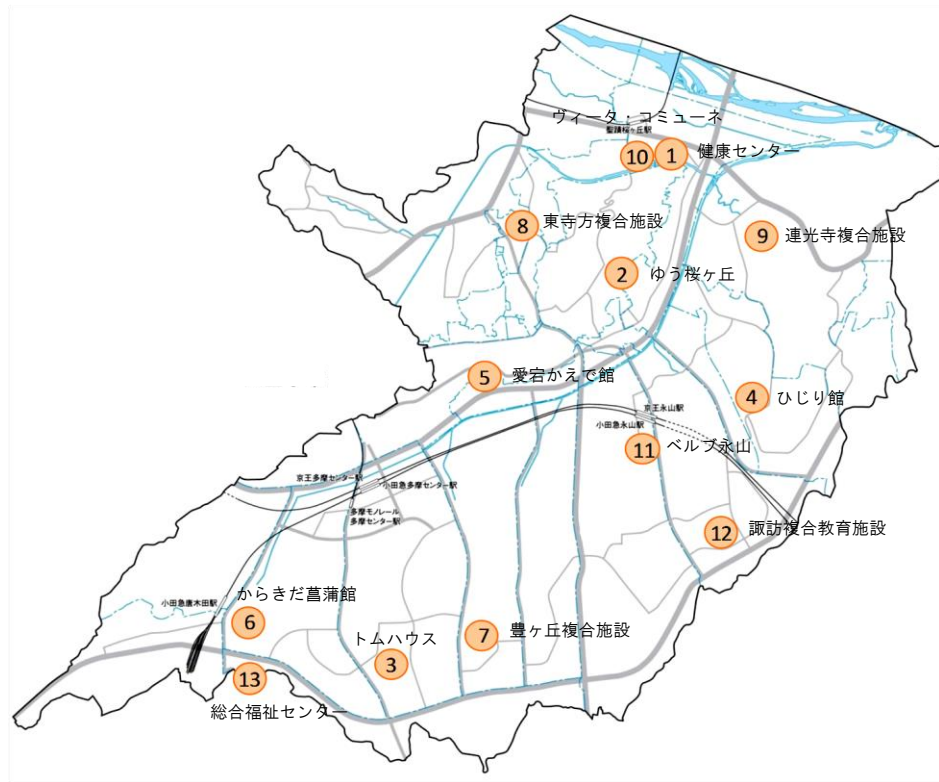 ヴィータ・コミューネ
聖蹟桜ヶ丘駅
10
1
健康センター
8
東寺方複合施設
9
連光寺複合施設
2
ゆう桜ヶ丘
5
愛宕かえで館
4
ひじり館
京王永山駅
小田急永山駅
11
ベルブ永山
京王多摩センター駅
小田急多摩センター駅
多摩モノレール
多摩センター駅
12
諏訪複合教育施設
小田急唐木田駅
からきだ菖蒲館
6
トムハウス
3
7
豊ヶ丘複合施設
13
総合福祉センター